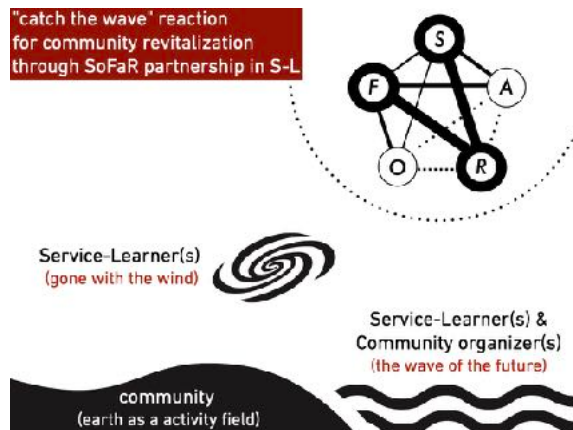 "catch the wave" reaction
for community revitalization
through SoFaR partnership in S-L
S
F
A
O
R
Service-Learner(s)
(gone with the wind)
Service-Learner(s) &
Community organizer(s)
(the wave of the future)
community
(earth as a activity field)